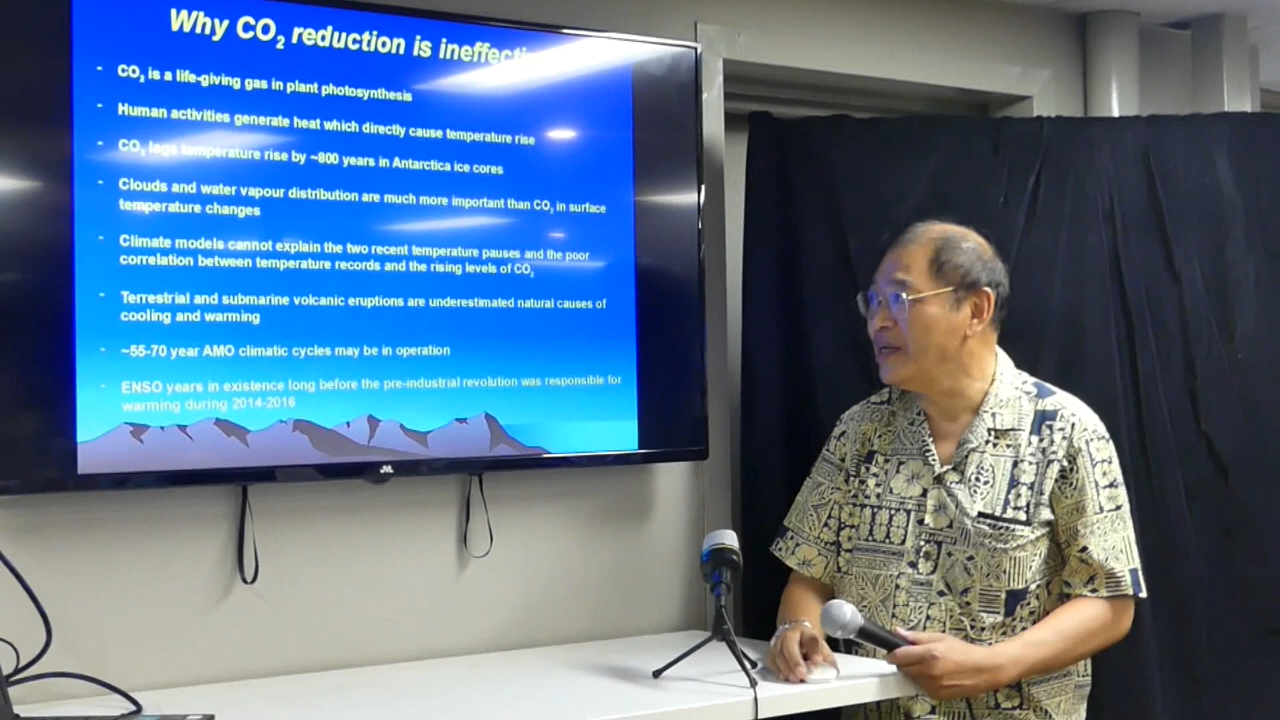 Why CO₂ reduction is ineffecti
- CO₂ is a life-giving gas in plant photosynthesis
- Human activities generate heat which directly cause temperature rise
- CO₂ lags temperature rise by ~800 years in Antarctica ice cores
- Clouds and water vapour distribution are much more important than CO₂ in surface
temperature changes
- Climate models cannot explain the two recent temperature pauses and the poor
correlation between temperature records and the rising levels of CO₂
- Terrestrial and submarine volcanic eruptions are underestimated natural causes of
cooling and warming
- ~55-70 year AMO climatic cycles may be in operation
- ENSO years in existence long before the pre-industrial revolution was responsible for
warming during 2014-2016
JVL